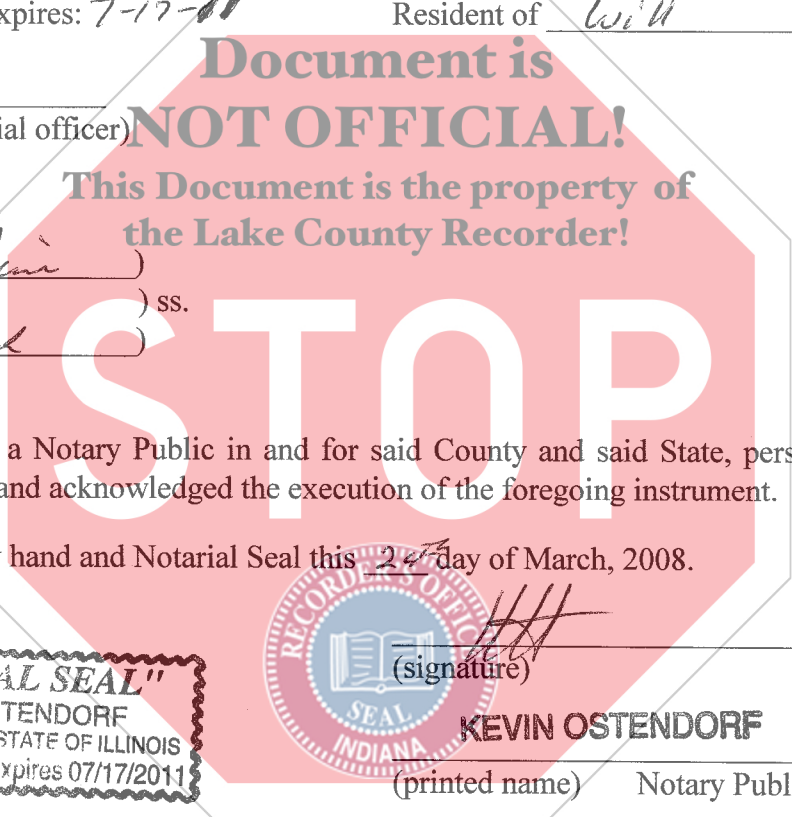 xpires: 7-17-11 Resident of Will
Document is
ial officer) NOT OFFICIAL!
This Document is the property of
the Lake County Recorder!
)
) ss.
)
STOP
a Notary Public in and for said County and said State, pers
and acknowledged the execution of the foregoing instrument.
hand and Notarial Seal this day of March, 2008.
RECORDER'S OFFIC
SEAL
INDIANA
(signature)
AL SEAL"
TENDORF
STATE OF ILLINOIS
xpires 07/17/2011
KEVIN OSTENDORF
(printed name) Notary Publ